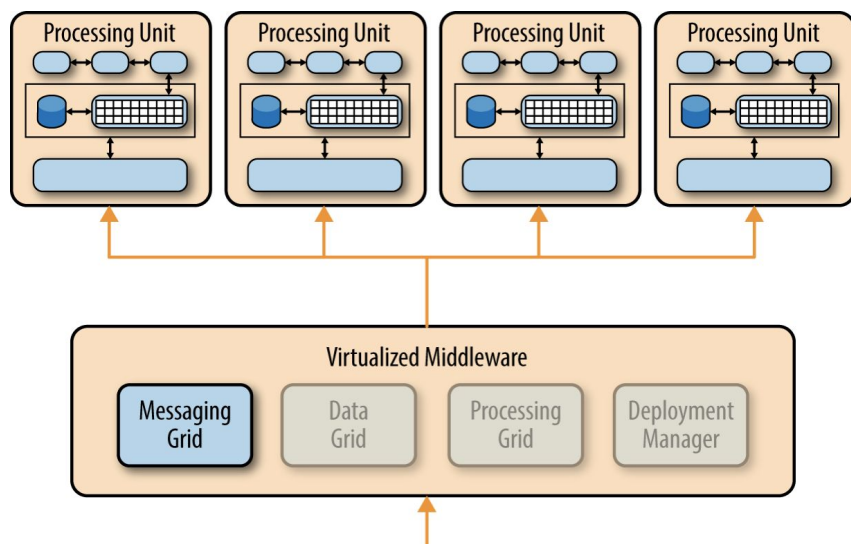 Processing Unit
Processing Unit
Processing Unit
Processing Unit
Virtualized Middleware
Messaging
Grid
Data
Grid
Processing
Grid
Deployment
Manager